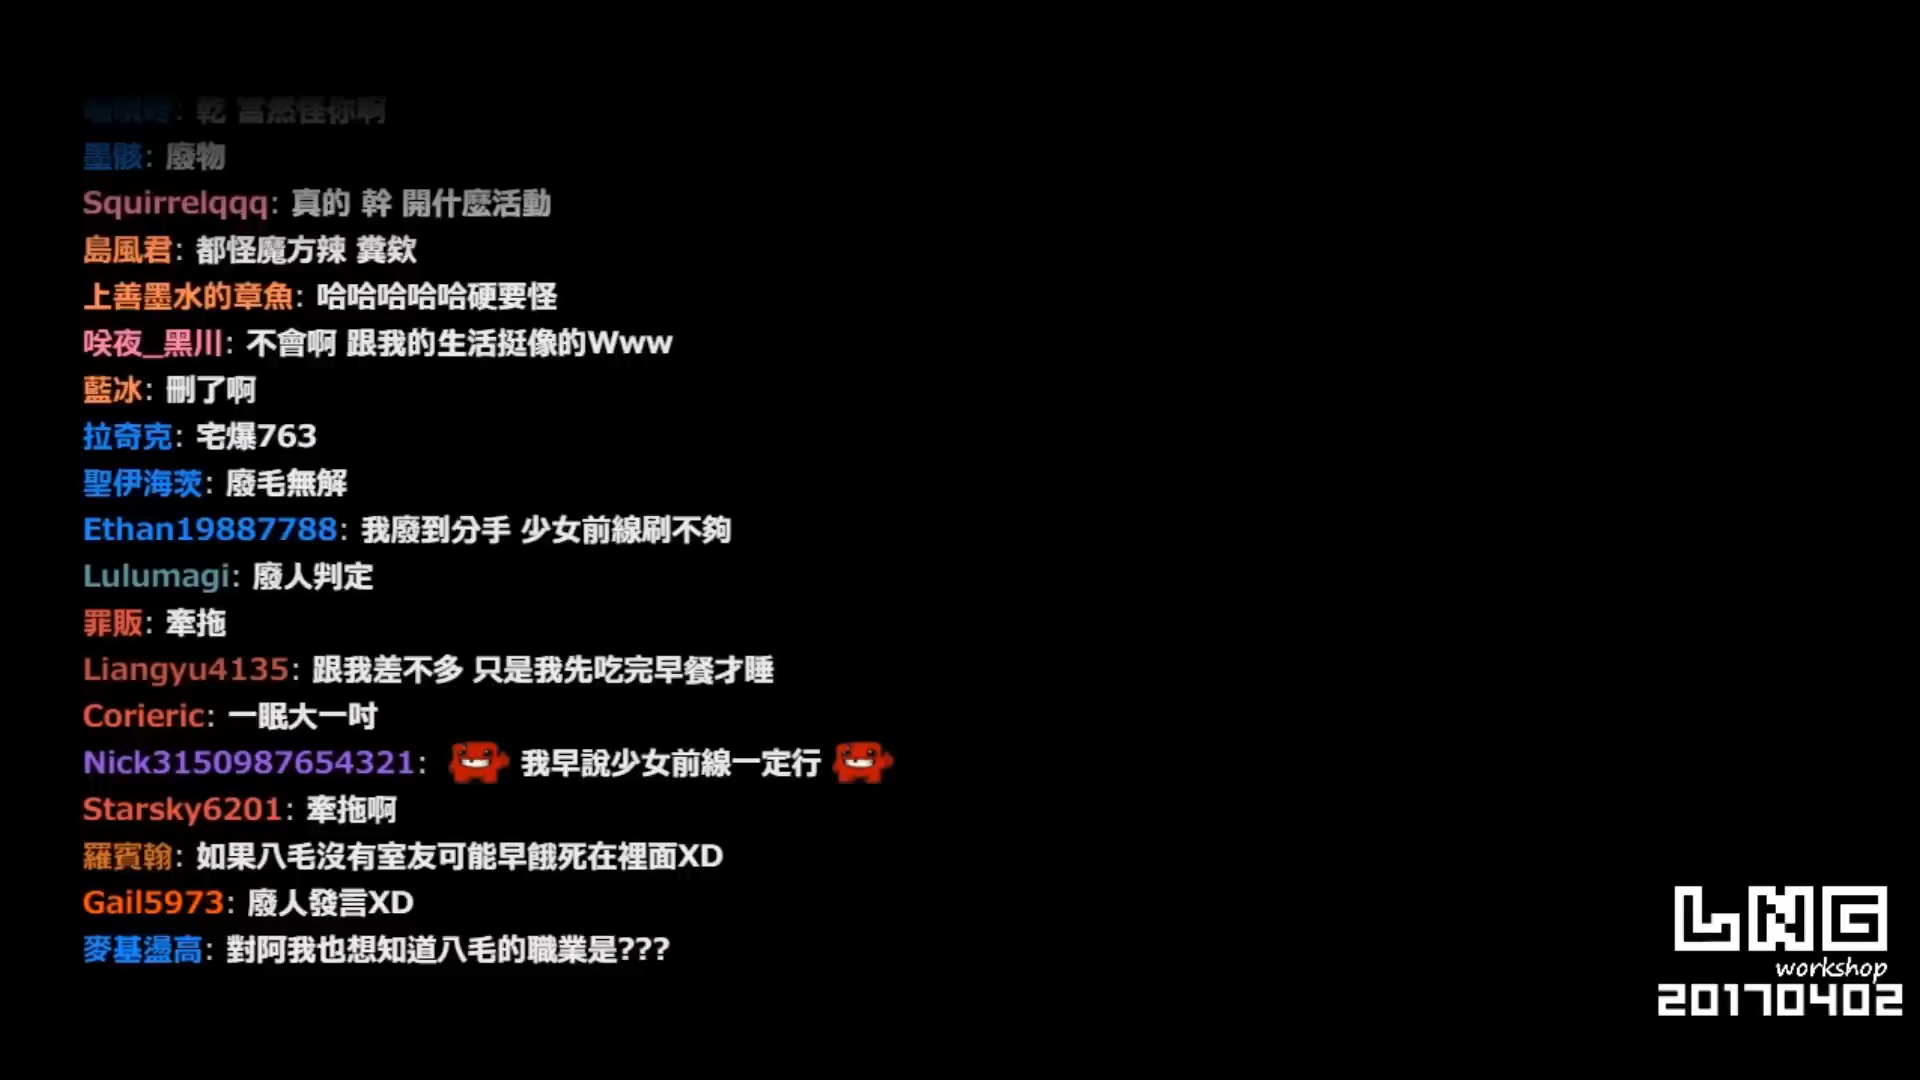 乾 當然怪你啊
墨骸: 廢物
Squirrelqqq: 真的 幹 開什麼活動
島風君: 都怪魔方辣 糞欸
上善墨水的章魚: 哈哈哈哈哈硬要怪
咲夜_黑川: 不會啊 跟我的生活挺像的Www
藍冰: 刪了啊
拉奇克: 宅爆763
聖伊海茨: 廢毛無解
Ethan19887788: 我廢到分手 少女前線刷不夠
Lulumagi: 廢人判定
罪販: 牽拖
Liangyu4135: 跟我差不多 只是我先吃完早餐才睡
Corieric: 一眠大一吋
Nick3150987654321: 我早說少女前線一定行
Starsky6201: 牽拖啊
羅賓翰: 如果八毛沒有室友可能早餓死在裡面XD
Gail5973: 廢人發言XD
麥基盪高: 對阿我也想知道八毛的職業是???
LNG
workshop
20170402